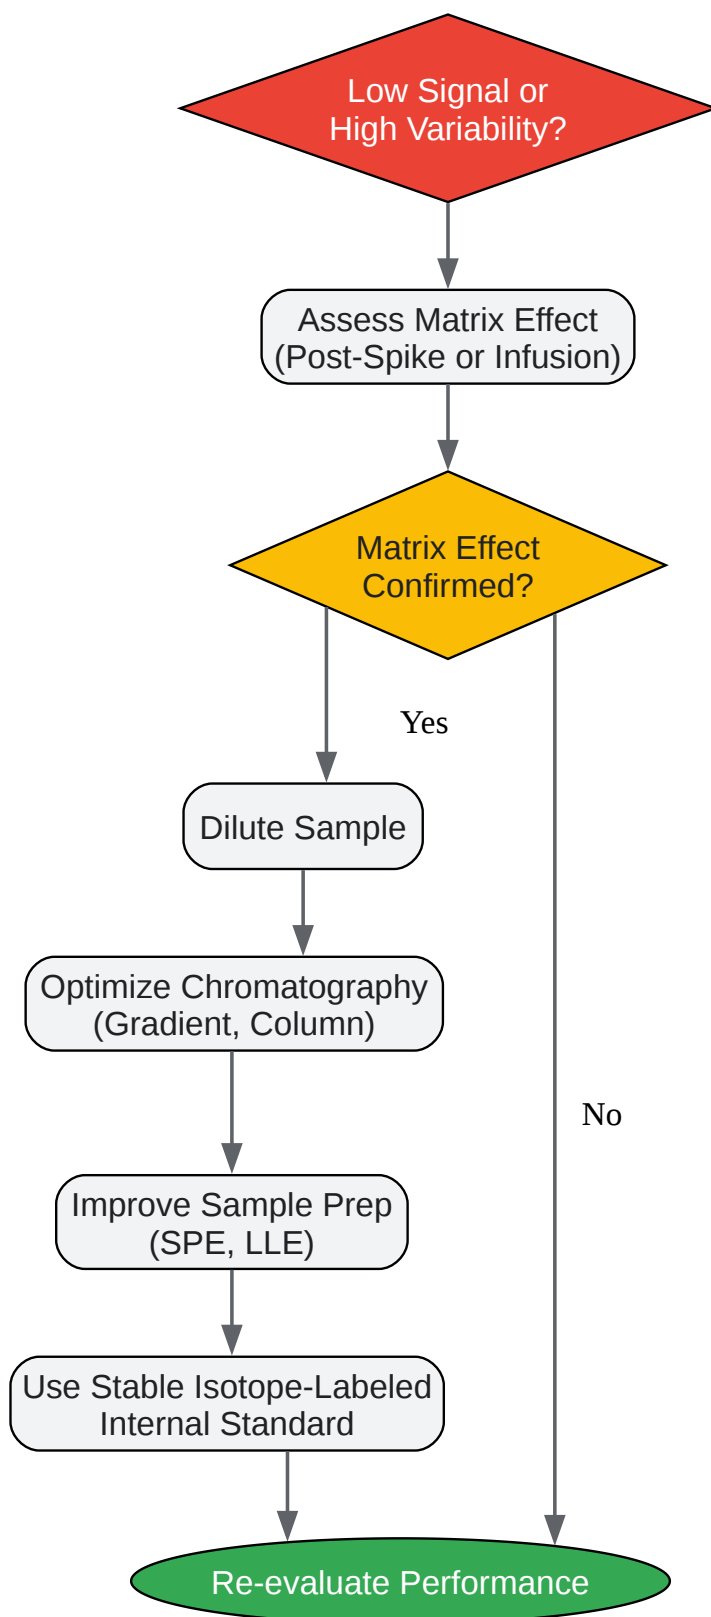 Low Signal or
High Variability?
Assess Matrix Effect
(Post-Spike or Infusion)
Matrix Effect
Confirmed?
Yes
Dilute Sample
Optimize Chromatography
(Gradient, Column)
No
Improve Sample Prep
(SPE, LLE)
Use Stable Isotope-Labeled
Internal Standard
Re-evaluate Performance